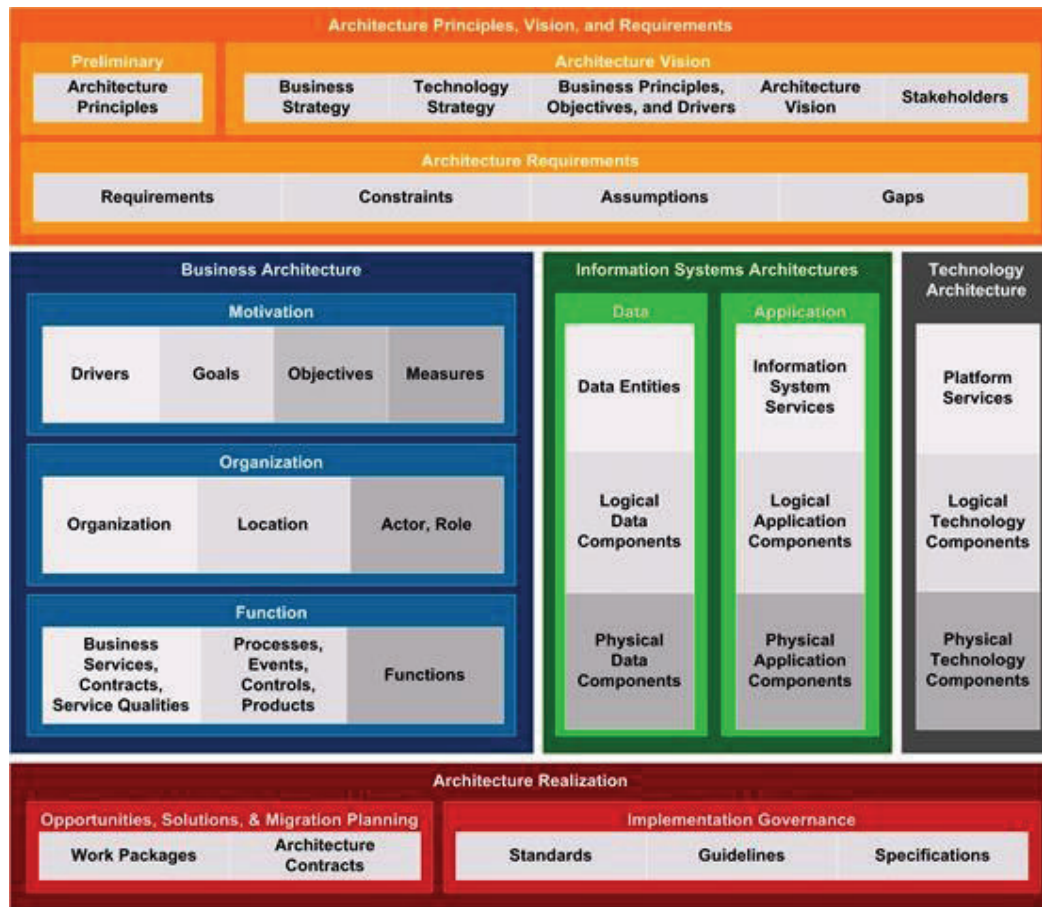 Architecture Principles, Vision, and Requirements
Preliminary
Architecture
Principles
Architecture Vision
Business
Strategy
Technology
Strategy
Business Principles,
Objectives, and Drivers
Architecture
Vision
Stakeholders
Architecture Requirements
Requirements
Constraints
Assumptions
Gaps
Business Architecture
Motivation
Drivers
Goals
Objectives
Measures
Organization
Organization
Location
Actor, Role
Function
Business
Services,
Contracts,
Service Qualities
Processes,
Events,
Controls,
Products
Functions
Information Systems Architectures
Data
Data Entities
Logical
Data
Components
Physical
Data
Components
Application
Information
System
Services
Logical
Application
Components
Physical
Application
Components
Technology
Architecture
Platform
Services
Logical
Technology
Components
Physical
Technology
Components
Architecture Realization
Opportunities, Solutions, & Migration Planning
Work Packages
Architecture
Contracts
Implementation Governance
Standards
Guidelines
Specifications